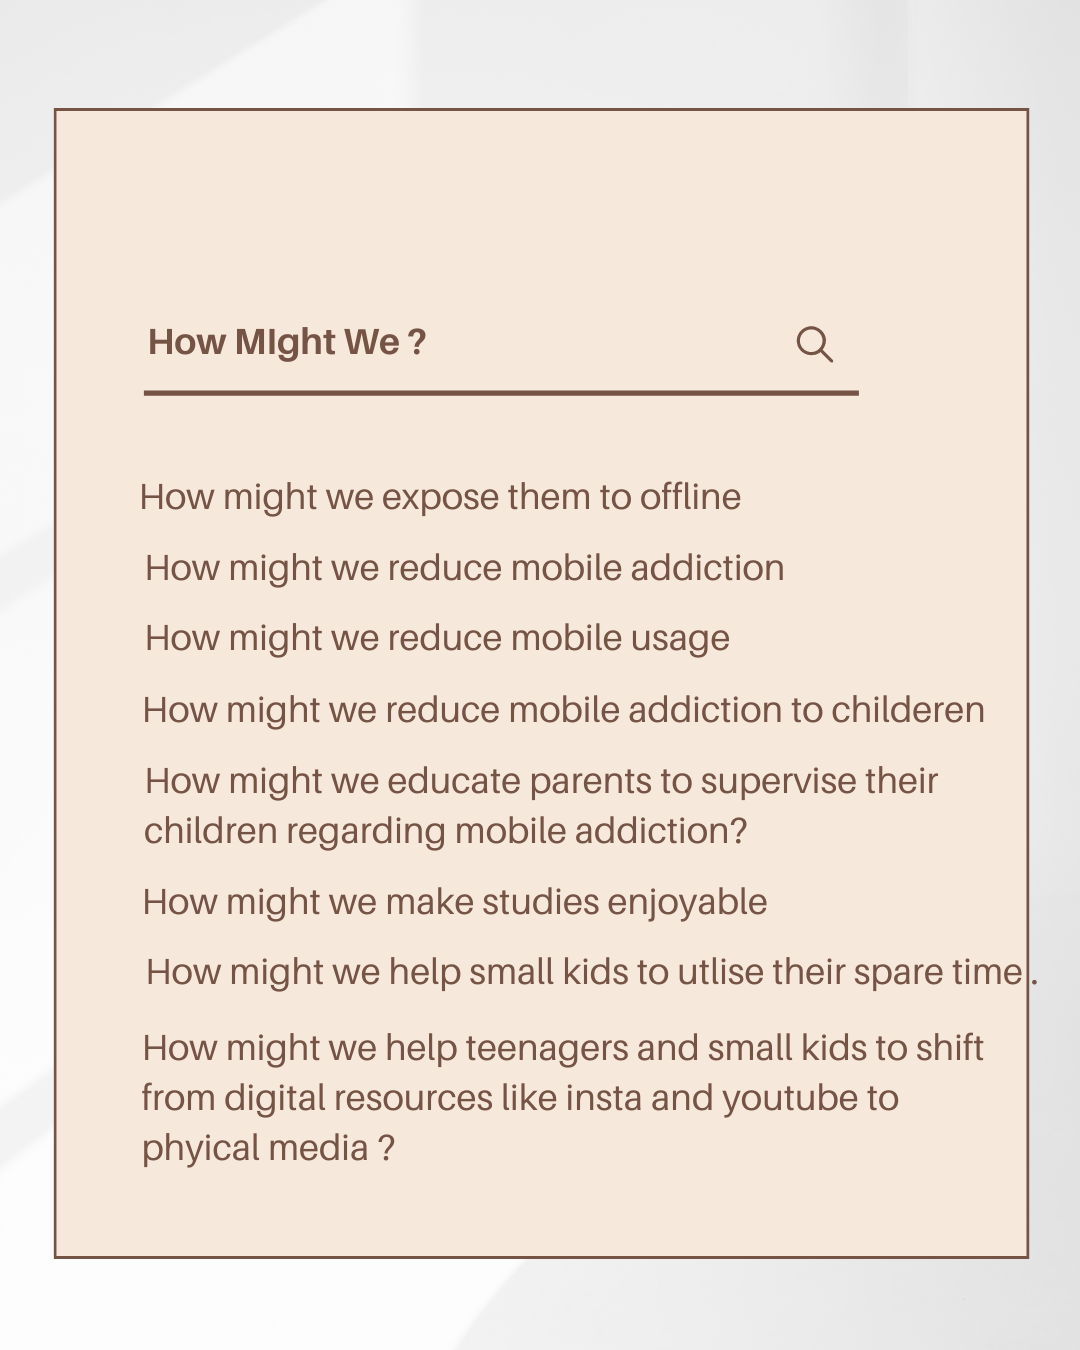 How MIght We ?
How might we expose them to offline
How might we reduce mobile addiction
How might we reduce mobile usage
How might we reduce mobile addiction to childeren
How might we educate parents to supervise their
children regarding mobile addiction?
How might we make studies enjoyable
How might we help small kids to utlise their spare time .
How might we help teenagers and small kids to shift
from digital resources like insta and youtube to
phyical media ?